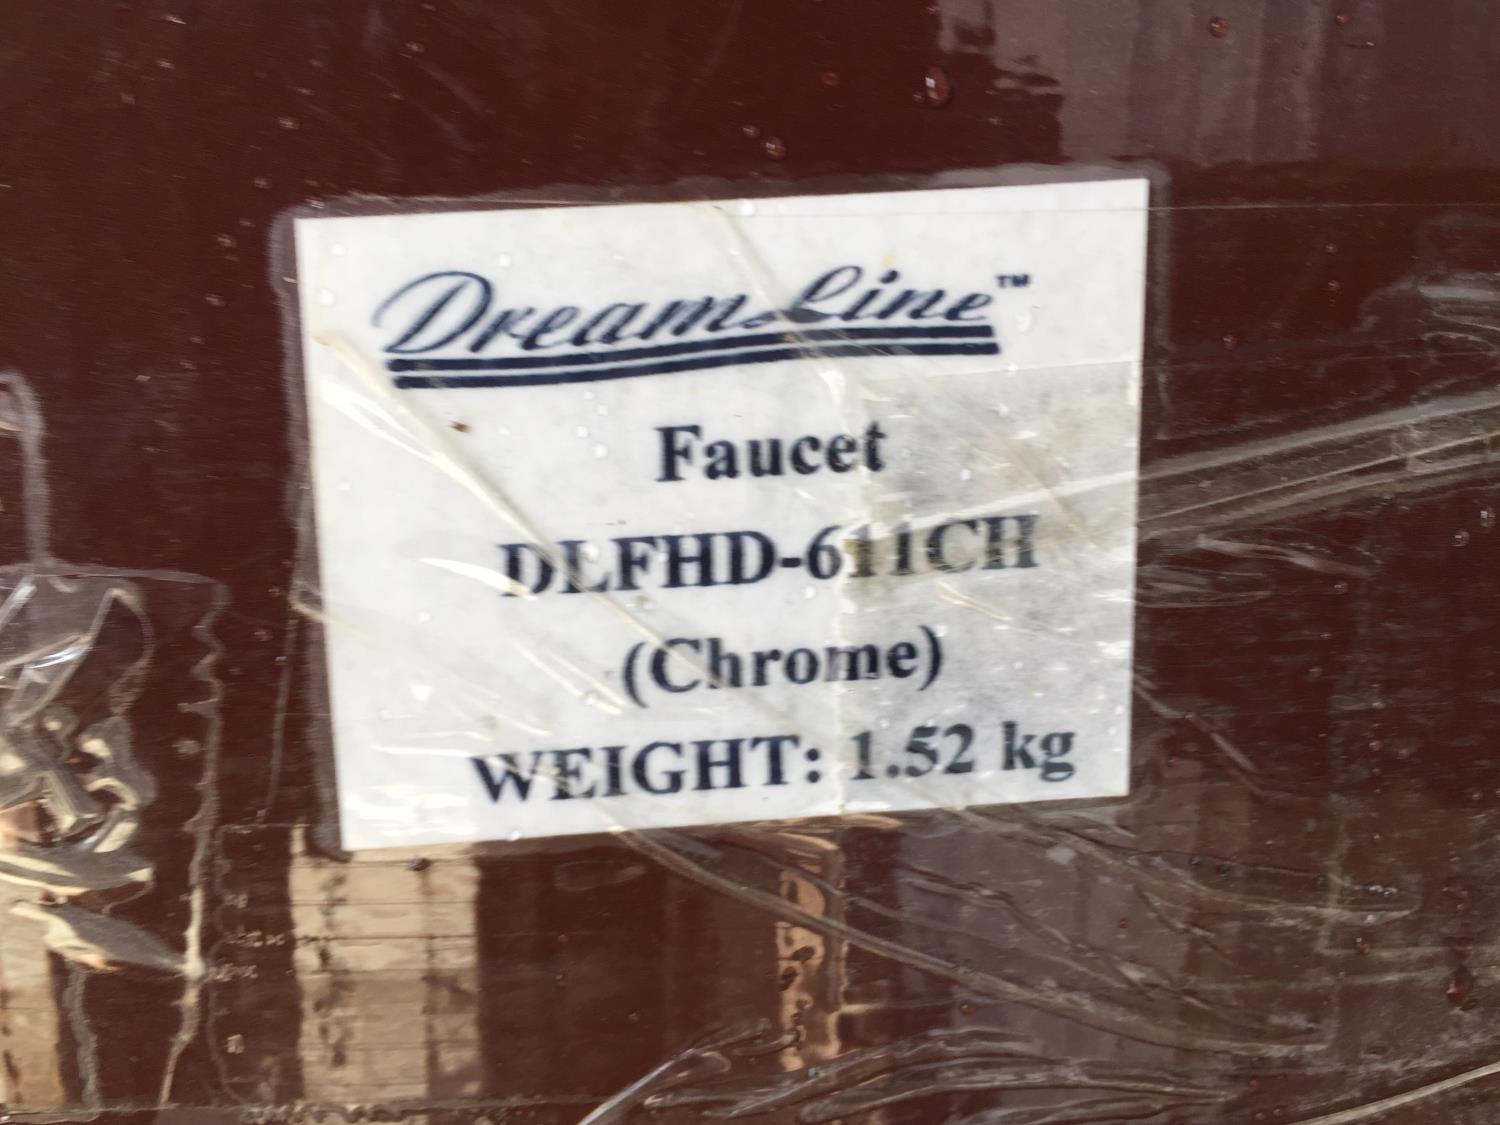 DreamLine™
Faucet
DLFHD-611CH
(Chrome)
WEIGHT: 1.52 kg